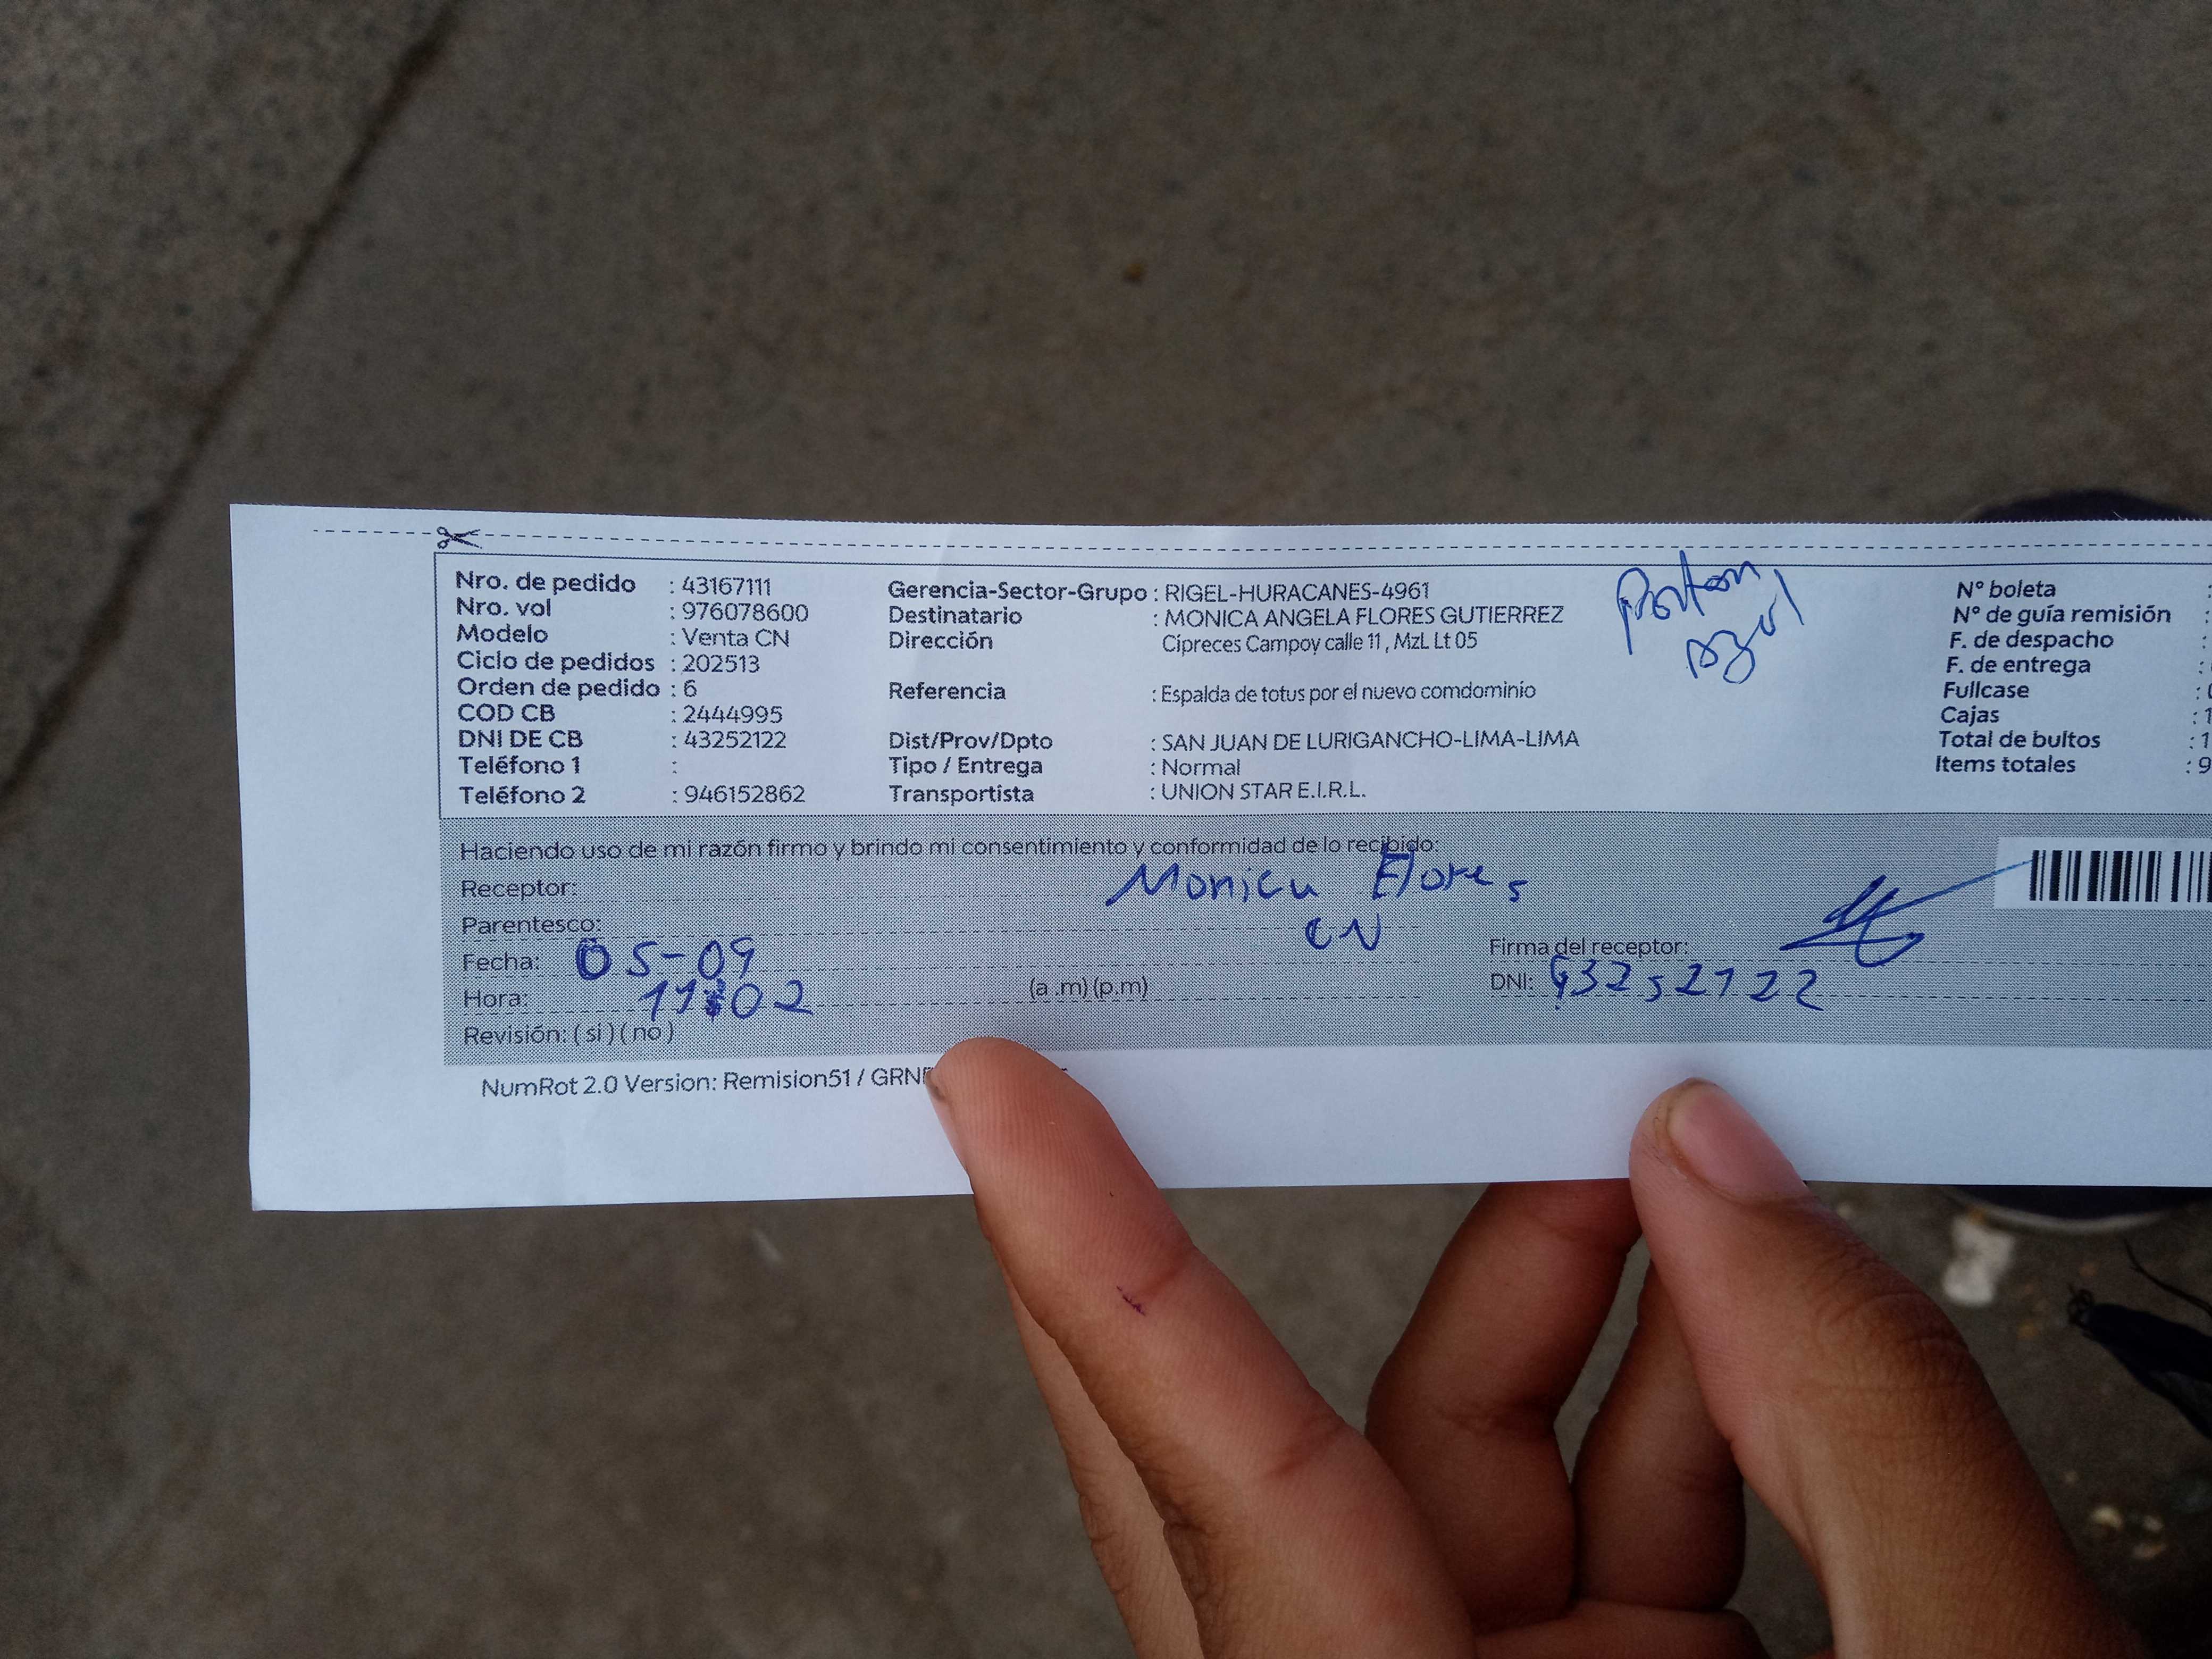 Nro. de pedido : 43167111
Nro. vol : 976078600
Modelo : Venta CN
Ciclo de pedidos : 202513
Orden de pedido : 6
COD CB : 2444995
DNI DE CB : 43252122
Teléfono 1 :
Teléfono 2 : 946152862
Gerencia-Sector-Grupo : RIGEL-HURACANES-4961
Destinatario : MONICA ANGELA FLORES GUTIERREZ
Dirección Cipreces Campoy calle 11 , MzL Lt 05
Referencia : Espalda de totus por el nuevo comdominio
Dist/Prov/Dpto : SAN JUAN DE LURIGANCHO-LIMA-LIMA
Tipo / Entrega : Normal
Transportista : UNION STAR E.I.R.L.
Porton
Azul
N° boleta :
N° de guía remisión :
F. de despacho :
F. de entrega :
Fullcase :
Cajas : 1
Total de bultos : 1
Items totales : 9
Haciendo uso de mi razón firmo y brindo mi consentimiento y conformidad de lo recibido:
Receptor: Monica Flores
Parentesco: CN
Fecha: 05-09
Hora: 11:02 (a .m) (p.m)
Revisión: ( si ) ( no )
Firma del receptor:
DNI: 43252122
NumRot 2.0 Version: Remision51 /